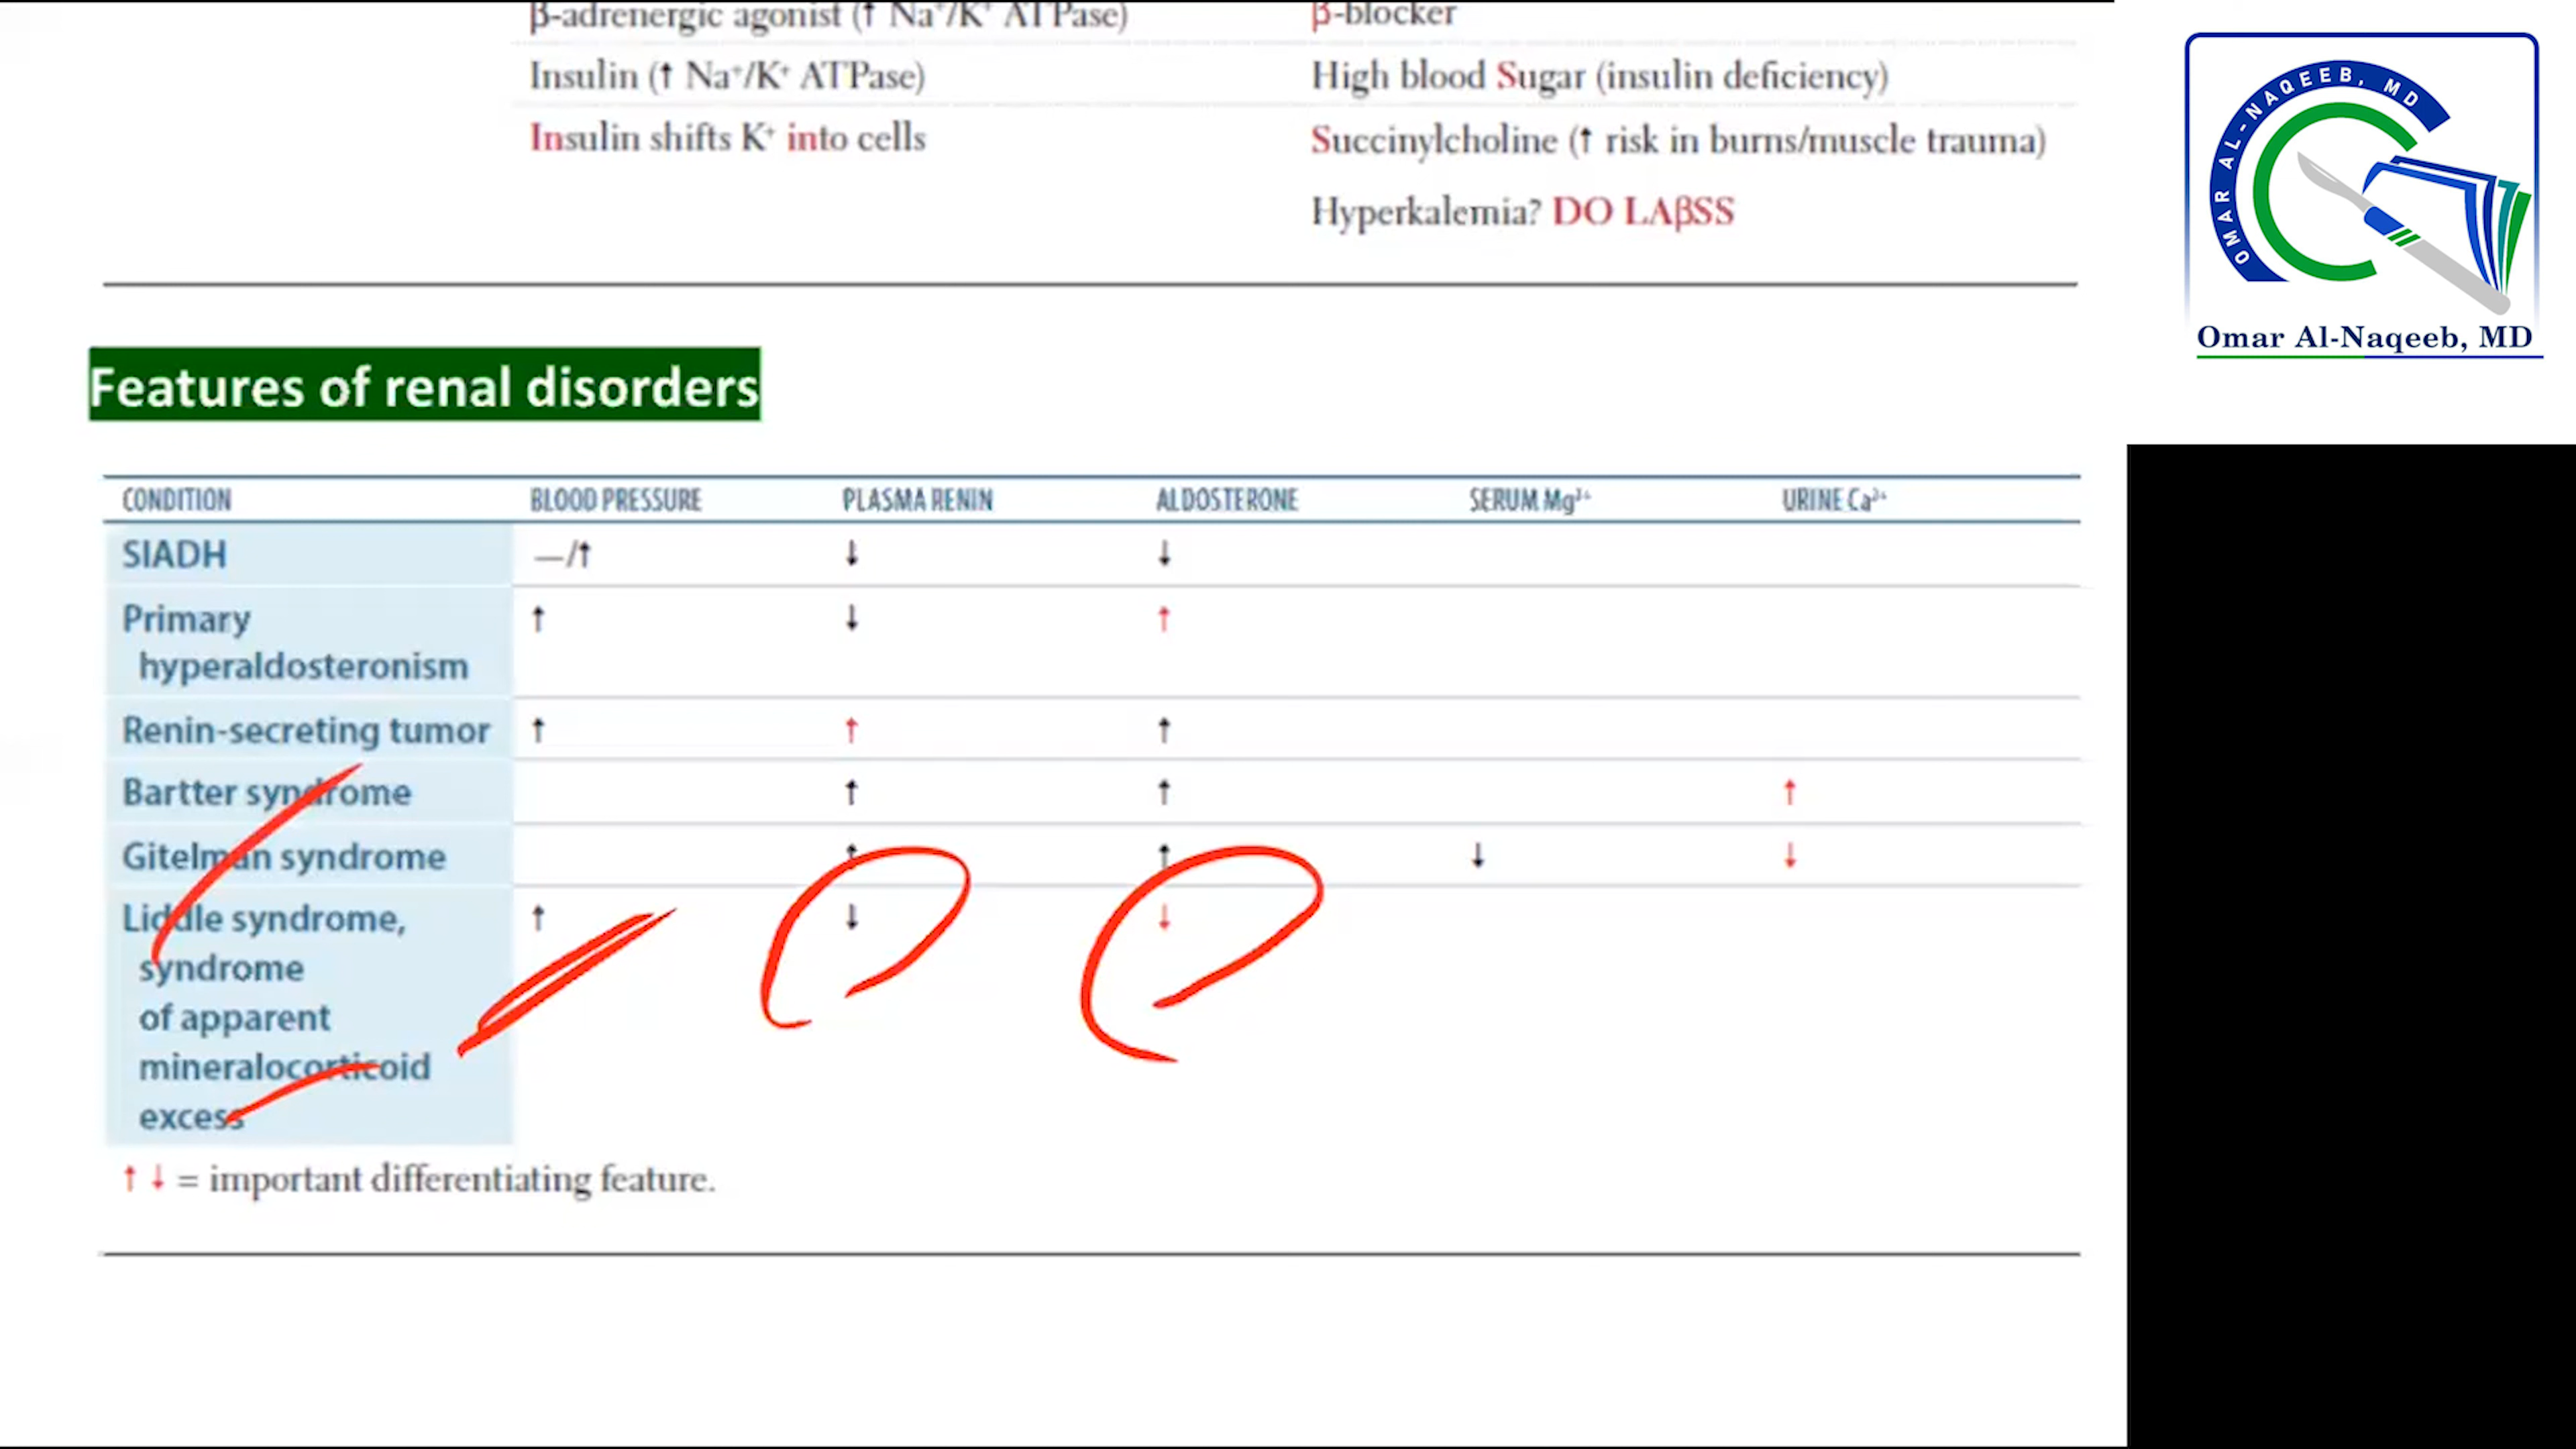 β-adrenergic agonist (↑ Na⁺/K⁺ ATPase)
β-blocker
Insulin (↑ Na⁺/K⁺ ATPase)
High blood Sugar (insulin deficiency)
Insulin shifts K⁺ into cells
Succinylcholine (↑ risk in burns/muscle trauma)
Hyperkalemia? DO LAβSS
OMAR AL-NAQEEB, MD
Omar Al-Naqeeb, MD
Features of renal disorders
CONDITION BLOOD PRESSURE PLASMA RENIN ALDOSTERONE SERUM Mg²⁺ URINE Ca²⁺
SIADH —/↑ ↓ ↓
Primary ↑ ↓ ↑
hyperaldosteronism
Renin-secreting tumor ↑ ↑ ↑
Bartter syndrome ↑ ↑ ↑
Gitelman syndrome ↑ ↑ ↓ ↓
Liddle syndrome, ↑ ↓ ↓
syndrome
of apparent
mineralocorticoid
excess
↑ ↓ = important differentiating feature.